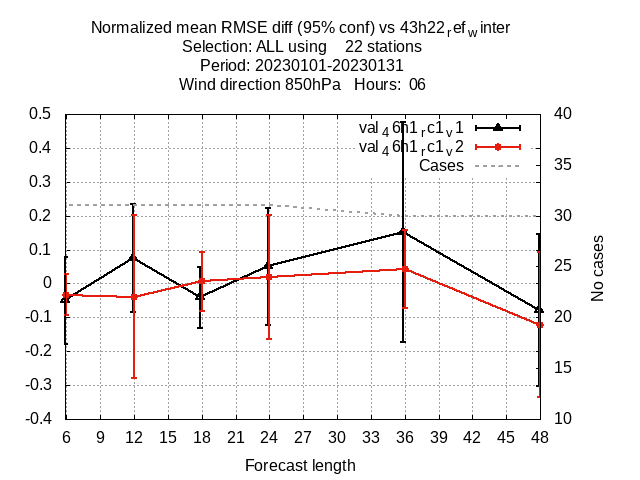 Normalized mean RMSE diff (95% conf) vs 43h22refwinter
Selection: ALL using    22 stations
Period: 20230101-20230131
Wind direction 850hPa   Hours:  06
val46h1rc1v1
val46h1rc1v2
Cases
0.5
0.4
0.3
0.2
0.1
0
-0.1
-0.2
-0.3
-0.4
40
35
30
25
20
15
10
No cases
6 9 12 15 18 21 24 27 30 33 36 39 42 45 48
Forecast length